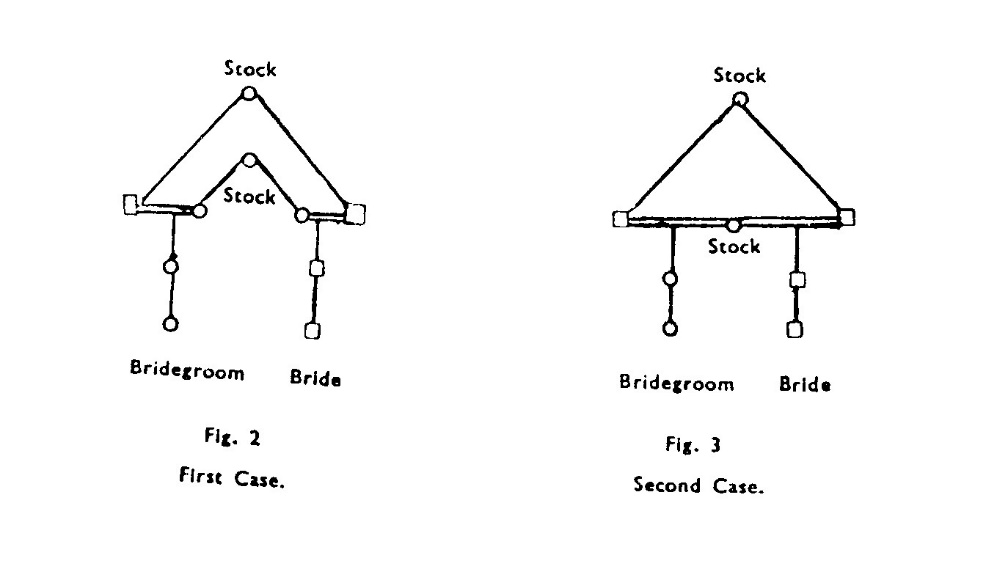 Stock
Stock
Bridegroom Bride
Fig. 2
First Case.
Stock
Stock
Bridegroom Bride
Fig. 3
Second Case.